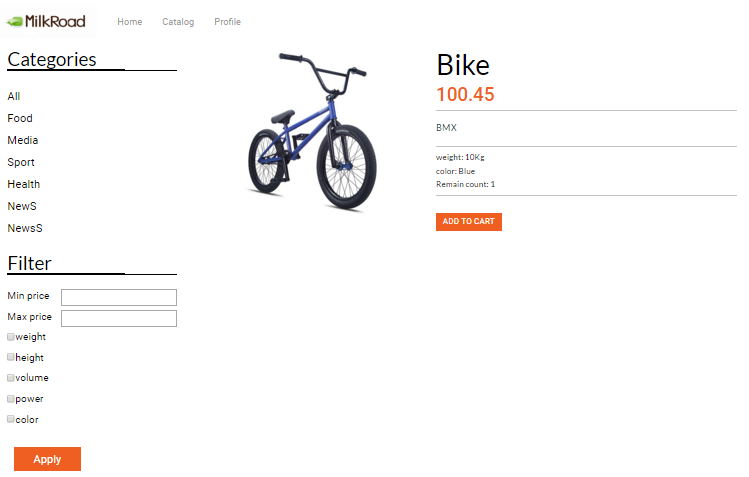 MilkRoad
Home Catalog Profile
Categories
All
Food
Media
Sport
Health
NewS
NewsS
Filter
Min price
Max price
weight
height
volume
power
color
Apply
Bike
100.45
BMX
weight: 10Kg
color: Blue
Remain count: 1
ADD TO CART